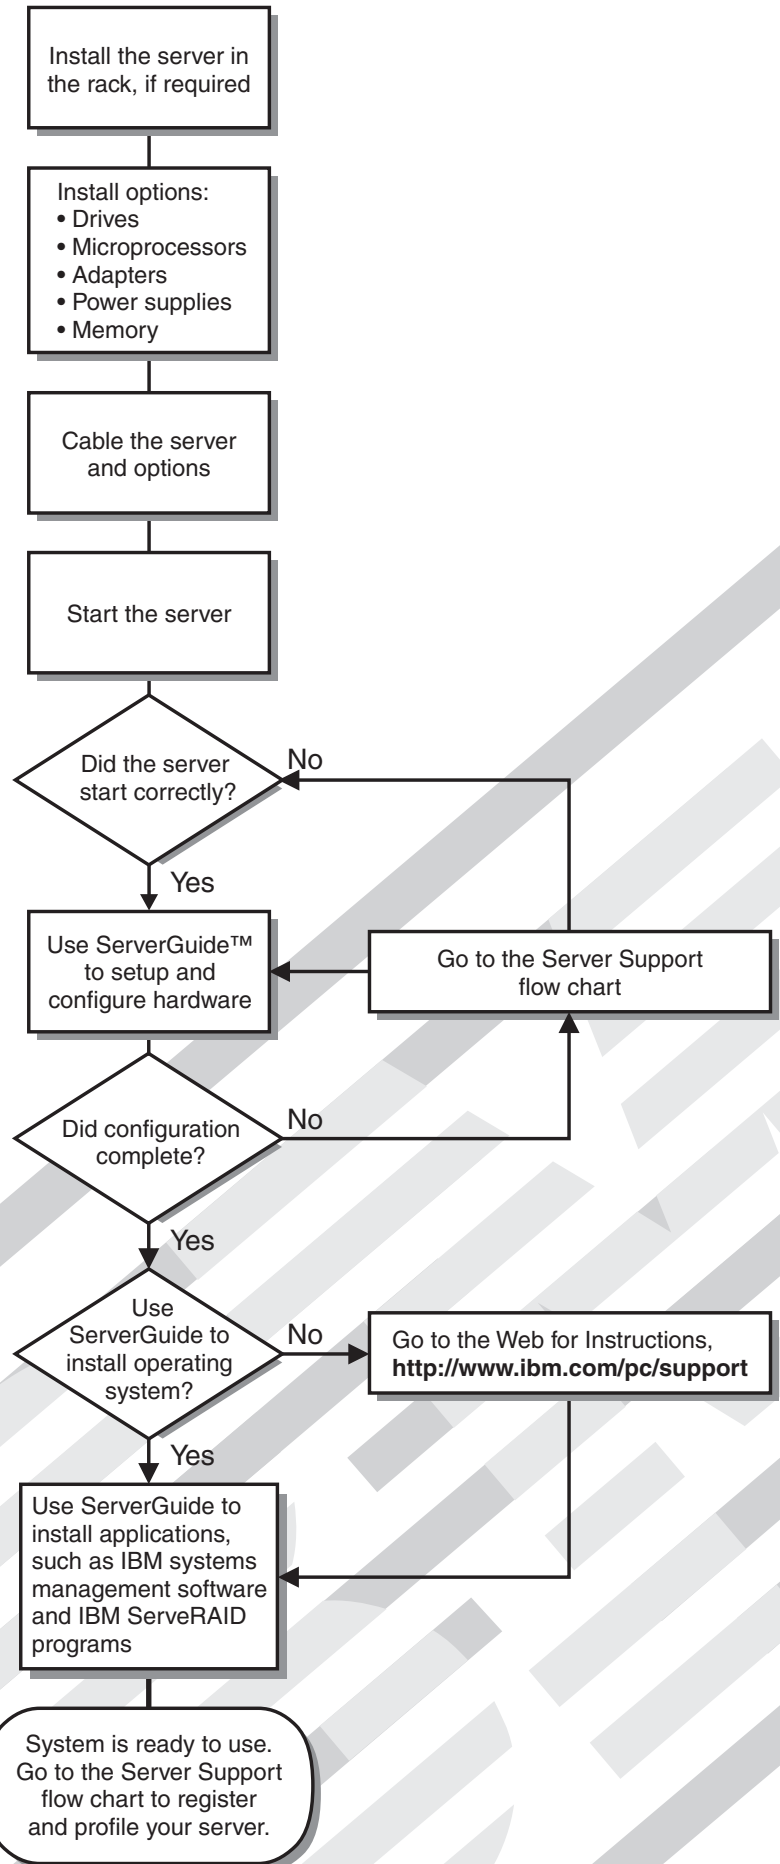 Install the server in
the rack, if required
Install options:
• Drives
• Microprocessors
• Adapters
• Power supplies
• Memory
Cable the server
and options
Start the server
Did the server
start correctly?
No
Yes
Use ServerGuide™
to setup and
configure hardware
Go to the Server Support
flow chart
Did configuration
complete?
No
Yes
Use
ServerGuide to
install operating
system?
No
Go to the Web for Instructions,
http://www.ibm.com/pc/support
Yes
Use ServerGuide to
install applications,
such as IBM systems
management software
and IBM ServeRAID
programs
System is ready to use.
Go to the Server Support
flow chart to register
and profile your server.